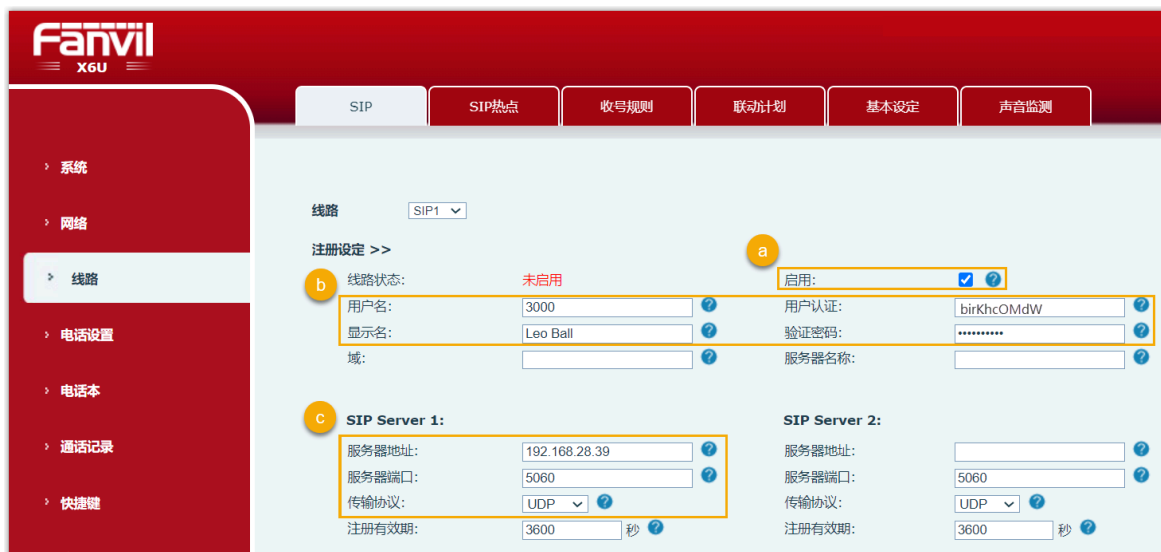 Fanvil
X6U
SIP SIP热点 收号规则 联动计划 基本设定 声音监测
› 系统
› 网络
› 线路
› 电话设置
› 电话本
› 通话记录
› 快捷键
线路 SIP1
注册设定 >>
a
b
线路状态: 未启用 启用:
用户名: 3000 用户认证: birKhcOMdW
显示名: Leo Ball 验证密码: ••••••••••
域: 服务器名称:
c
SIP Server 1: SIP Server 2:
服务器地址: 192.168.28.39 服务器地址:
服务器端口: 5060 服务器端口: 5060
传输协议: UDP 传输协议: UDP
注册有效期: 3600 秒 注册有效期: 3600 秒